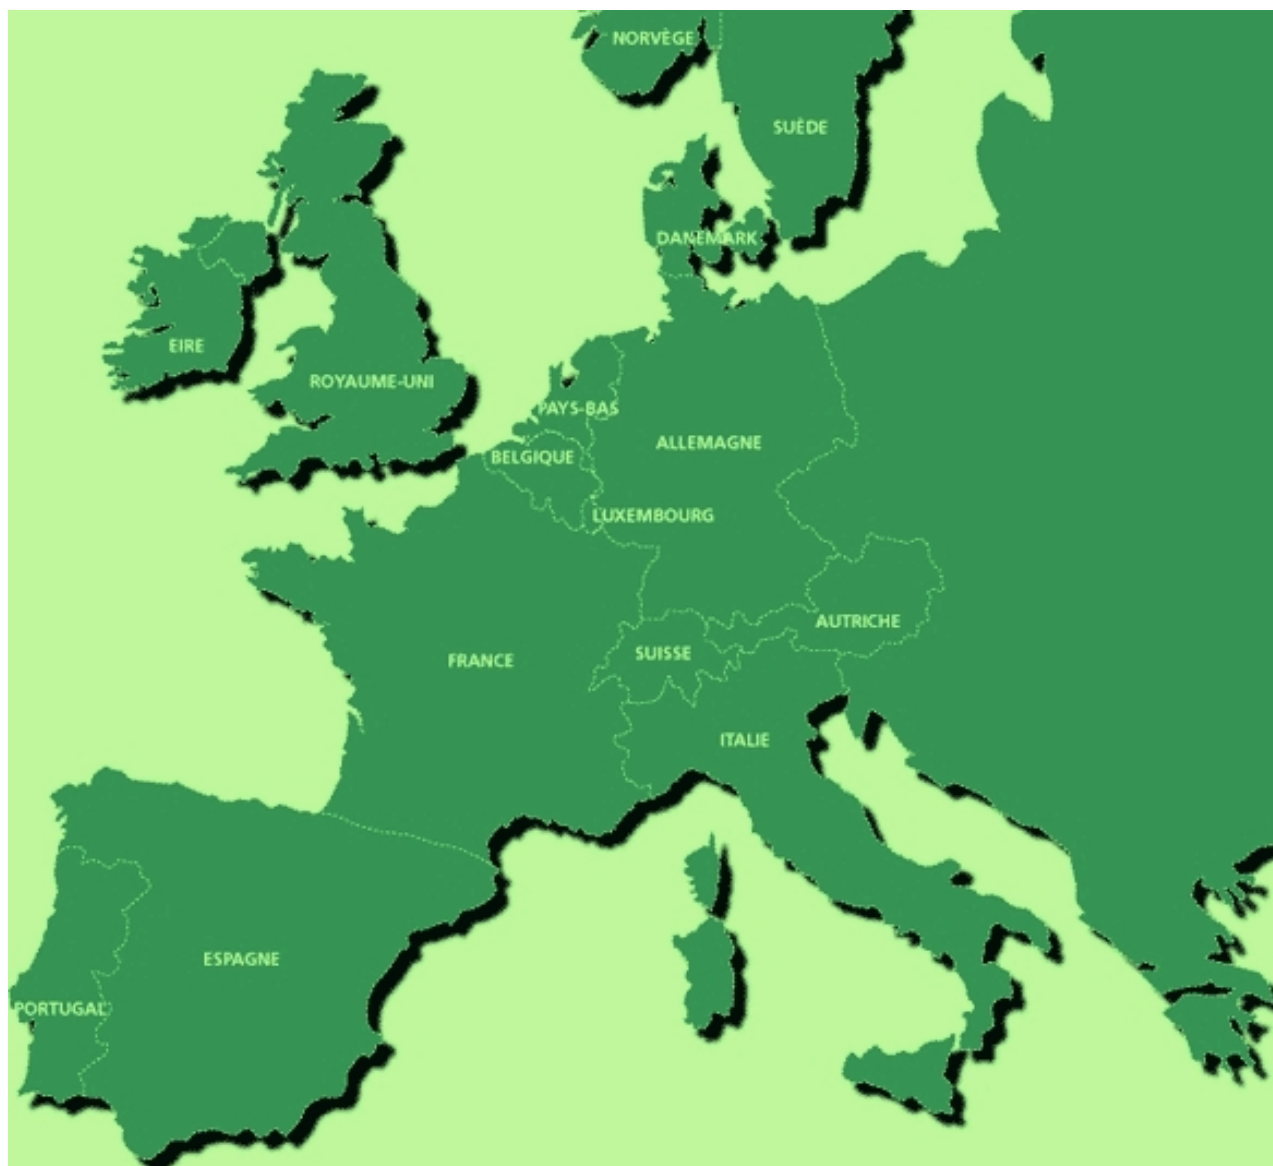 NORVÈGE
SUÈDE
DANEMARK
EIRE
ROYAUME-UNI
PAYS-BAS
ALLEMAGNE
BELGIQUE
LUXEMBOURG
AUTRICHE
SUISSE
FRANCE
ITALIE
ESPAGNE
PORTUGAL